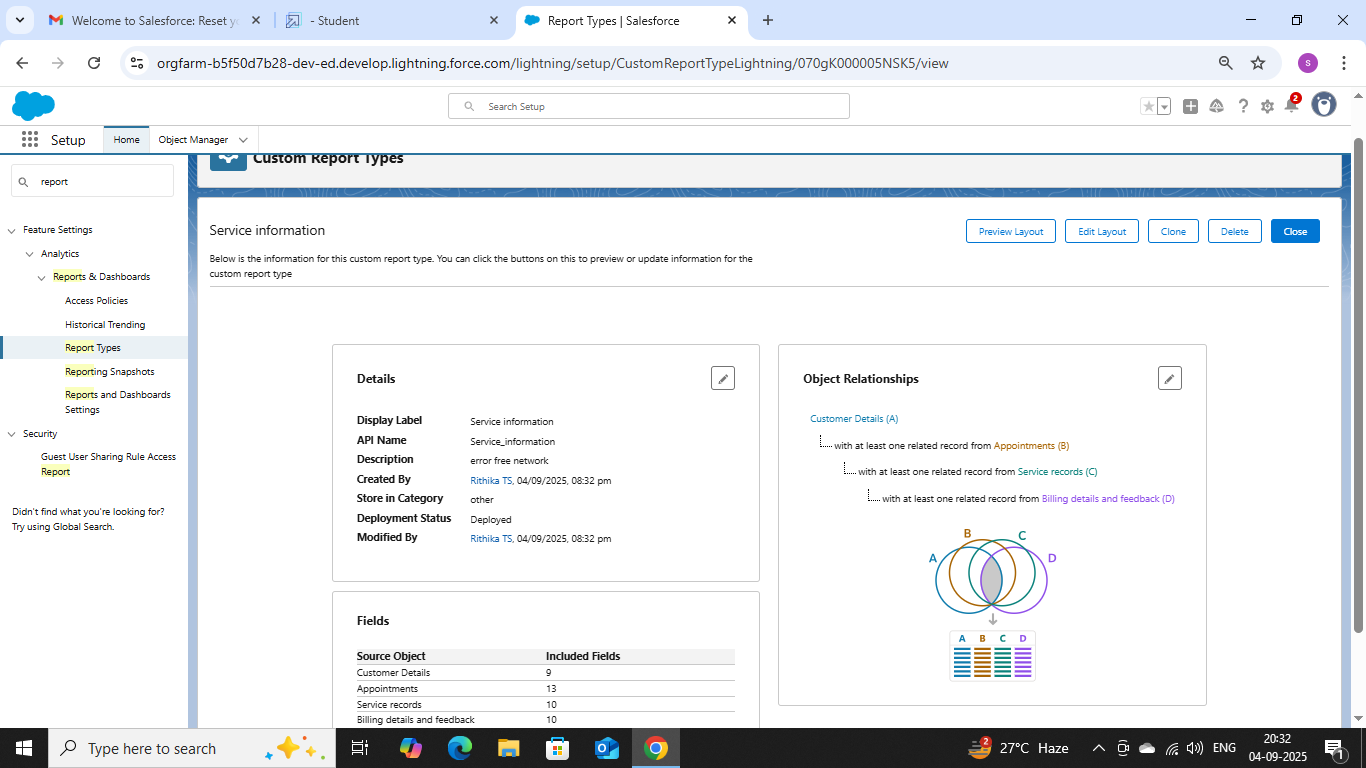 Welcome to Salesforce: Reset y
- Student
Report Types | Salesforce
orgfarm-b5f50d7b28-dev-ed.develop.lightning.force.com/lightning/setup/CustomReportTypeLightning/070gK000005NSK5/view
s
Search Setup
2
Setup
Home
Object Manager
report
Feature Settings
Analytics
Reports & Dashboards
Access Policies
Historical Trending
Report Types
Reporting Snapshots
Reports and Dashboards
Settings
Security
Guest User Sharing Rule Access
Report
Didn't find what you're looking for?
Try using Global Search.
Custom Report Types
Service information
Preview Layout
Edit Layout
Clone
Delete
Close
Below is the information for this custom report type. You can click the buttons on this to preview or update information for the
custom report type
Details
Display Label Service information
API Name Service_information
Description error free network
Created By Rithika TS, 04/09/2025, 08:32 pm
Store in Category other
Deployment Status Deployed
Modified By Rithika TS, 04/09/2025, 08:32 pm
Object Relationships
Customer Details (A)
with at least one related record from Appointments (B)
with at least one related record from Service records (C)
with at least one related record from Billing details and feedback (D)
A B C D
A B C D
Fields
Source Object Included Fields
Customer Details 9
Appointments 13
Service records 10
Billing details and feedback 10
Type here to search
2
27°C Haze
ENG
20:32
04-09-2025
1